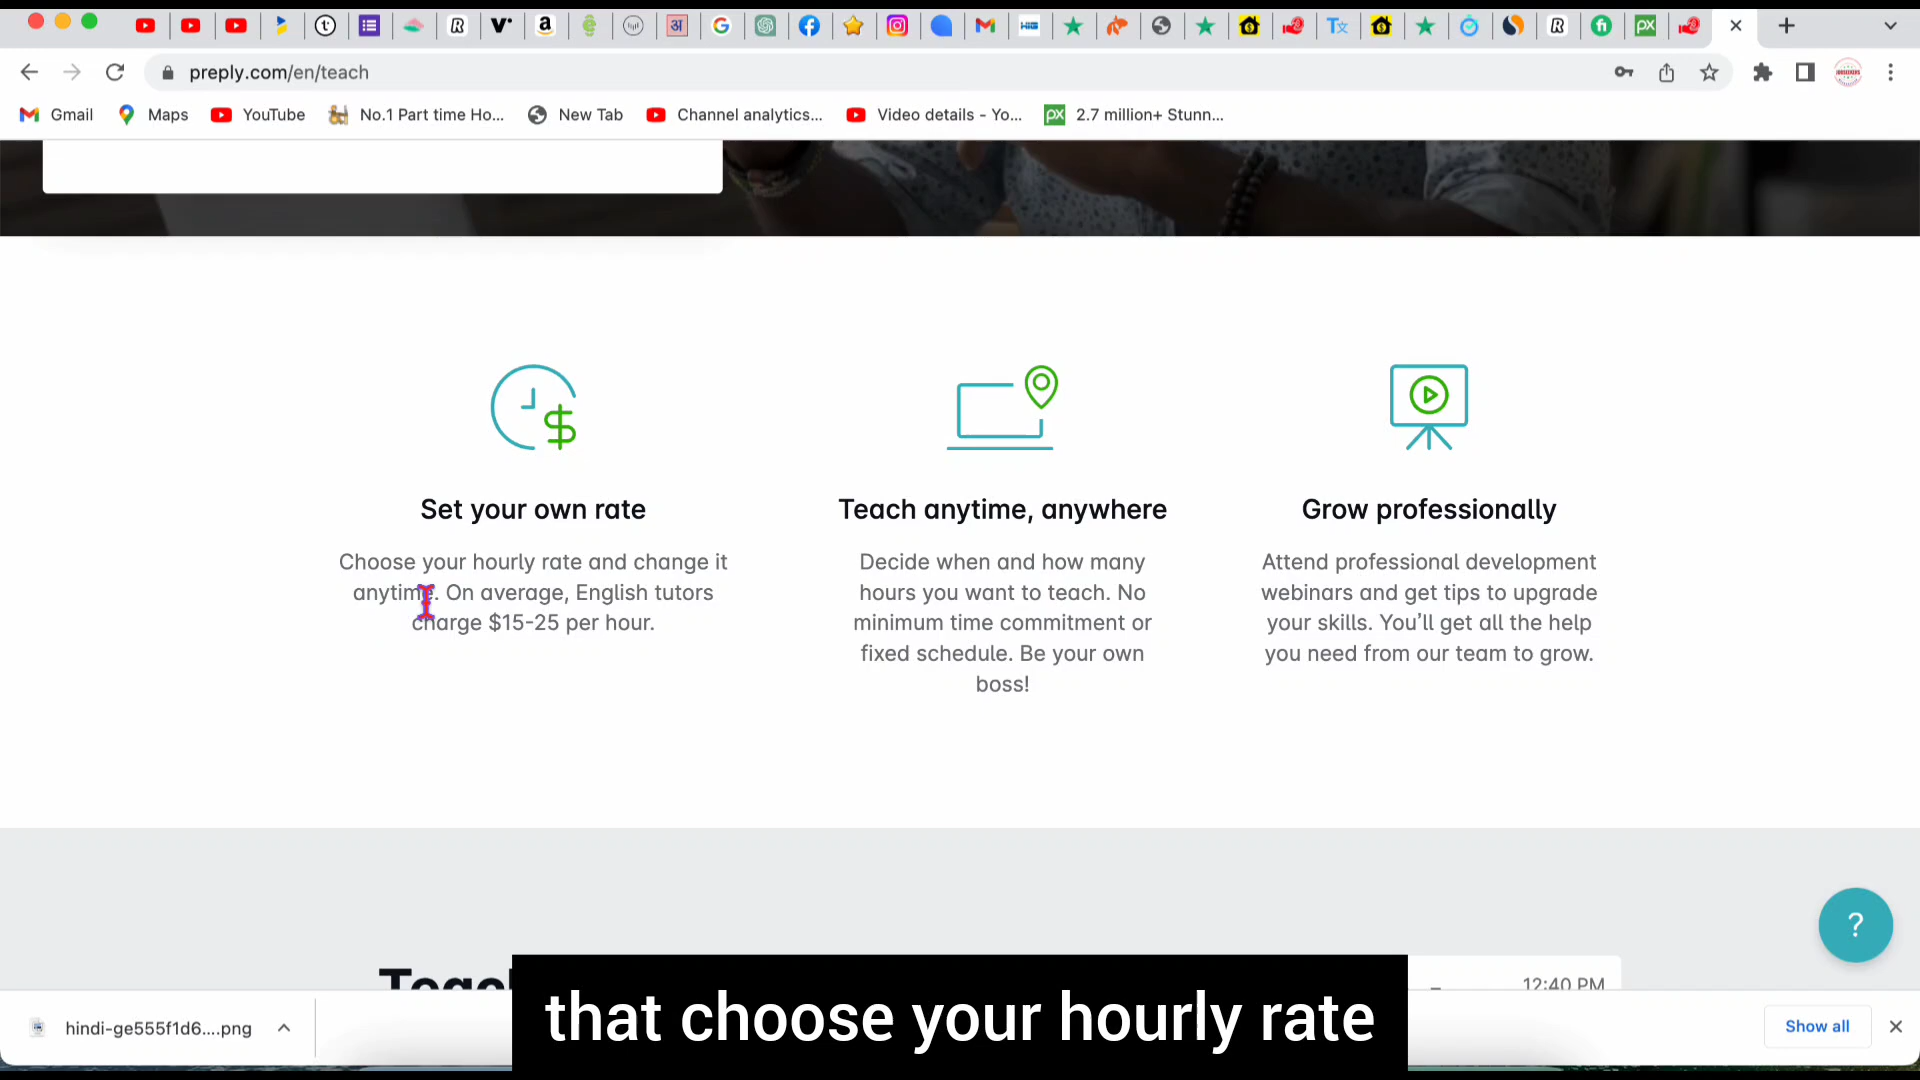 preply.com/en/teach
Gmail
Maps
YouTube
No.1 Part time Ho...
New Tab
Channel analytics...
Video details - Yo...
2.7 million+ Stunn...
Set your own rate
Choose your hourly rate and change it
anytime. On average, English tutors
charge $15-25 per hour.
Teach anytime, anywhere
Decide when and how many
hours you want to teach. No
minimum time commitment or
fixed schedule. Be your own
boss!
Grow professionally
Attend professional development
webinars and get tips to upgrade
your skills. You'll get all the help
you need from our team to grow.
?
12:40 PM
hindi-ge555f1d6....png
Show all
that choose your hourly rate